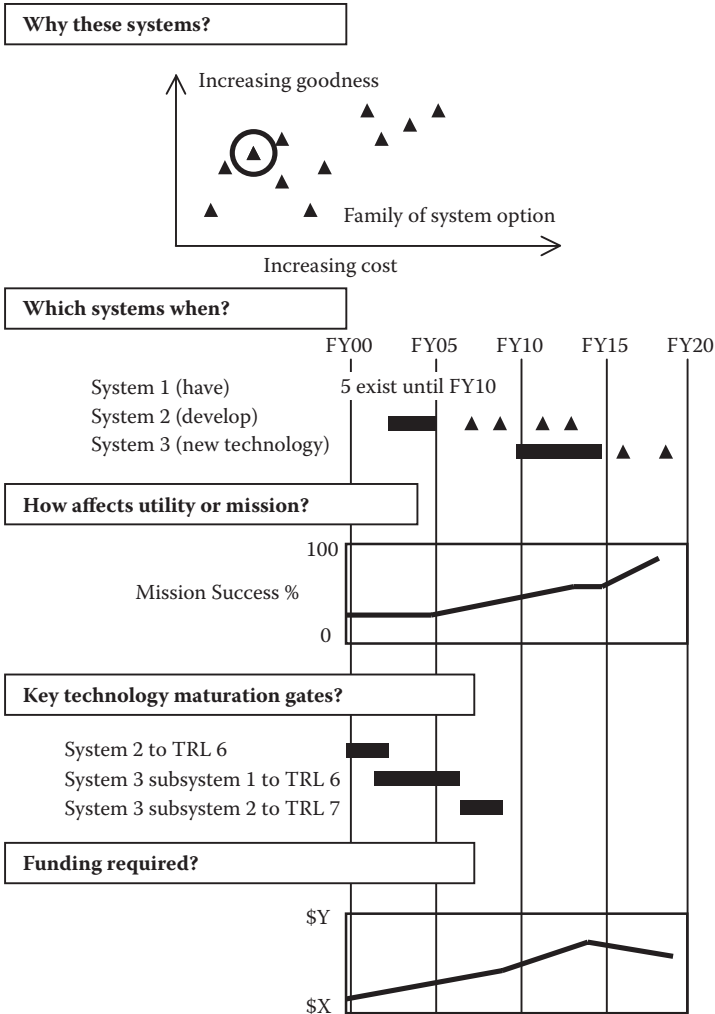 Why these systems?
Increasing goodness
Family of system option
Increasing cost
Which systems when?
FY00 FY05 FY10 FY15 FY20
System 1 (have) 5 exist until FY10
System 2 (develop)
System 3 (new technology)
How affects utility or mission?
100
Mission Success %
0
Key technology maturation gates?
System 2 to TRL 6
System 3 subsystem 1 to TRL 6
System 3 subsystem 2 to TRL 7
Funding required?
$Y
$X